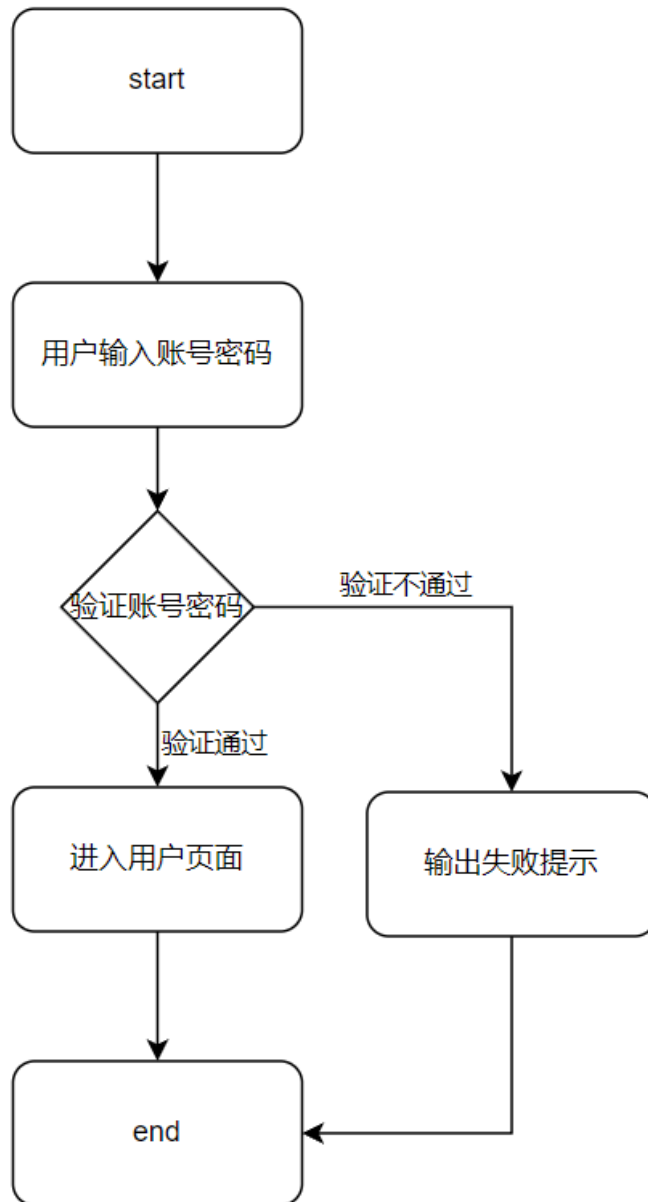 start
用户输入账号密码
验证账号密码
验证不通过
验证通过
进入用户页面
输出失败提示
end